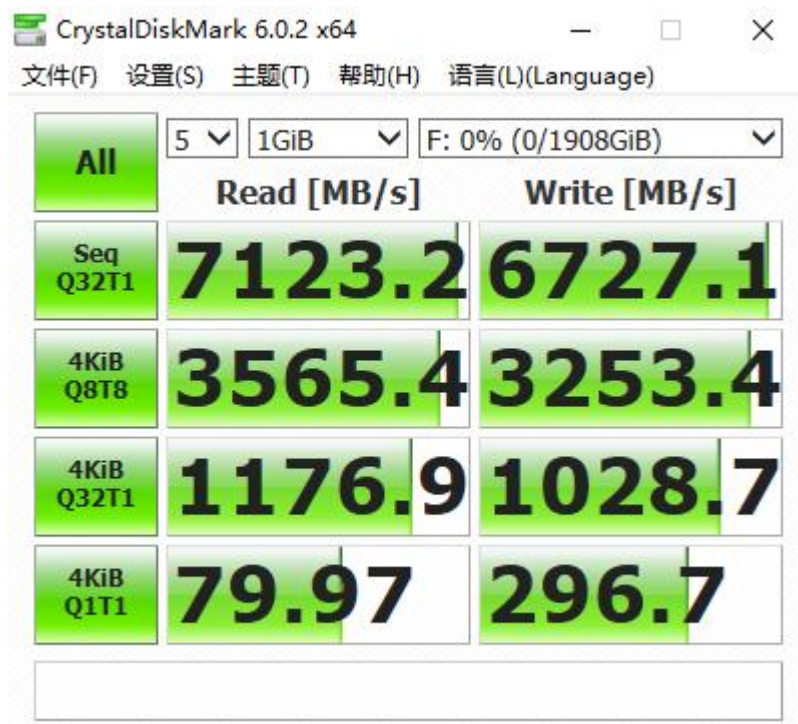 CrystalDiskMark 6.0.2 x64
文件(F) 设置(S) 主题(T) 帮助(H) 语言(L)(Language)
All 5 1GiB F: 0% (0/1908GiB)
Read [MB/s] Write [MB/s]
Seq
Q32T1 7123.2 6727.1
4KiB
Q8T8 3565.4 3253.4
4KiB
Q32T1 1176.9 1028.7
4KiB
Q1T1 79.97 296.7